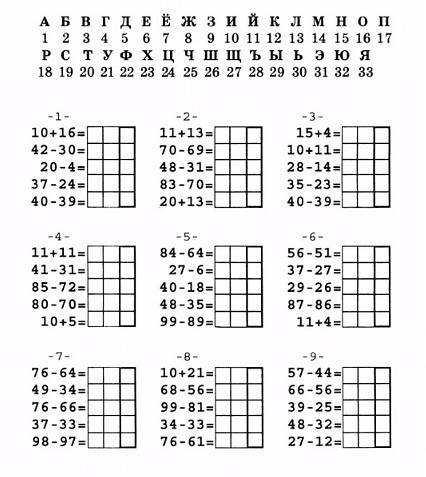 А Б В Г Д Е Ё Ж З И Й К Л М Н О П
1 2 3 4 5 6 7 8 9 10 11 12 13 14 15 16 17
Р С Т У Ф Х Ц Ч Ш Щ Ъ Ы Ь Э Ю Я
18 19 20 21 22 23 24 25 26 27 28 29 30 31 32 33
-1- -2- -3-
10+16= 11+13= 15+4=
42-30= 70-69= 10+11=
20-4= 48-31= 28-14=
37-24= 83-70= 35-23=
40-39= 20+13= 40-39=
-4- -5- -6-
11+11= 84-64= 56-51=
41-31= 27-6= 37-27=
85-72= 40-18= 29-26=
80-70= 48-35= 87-86=
10+5= 99-89= 11+4=
-7- -8- -9-
76-64= 10+21= 57-44=
49-34= 68-56= 66-56=
76-66= 99-81= 39-25=
37-33= 34-33= 48-32=
98-97= 76-61= 27-12=